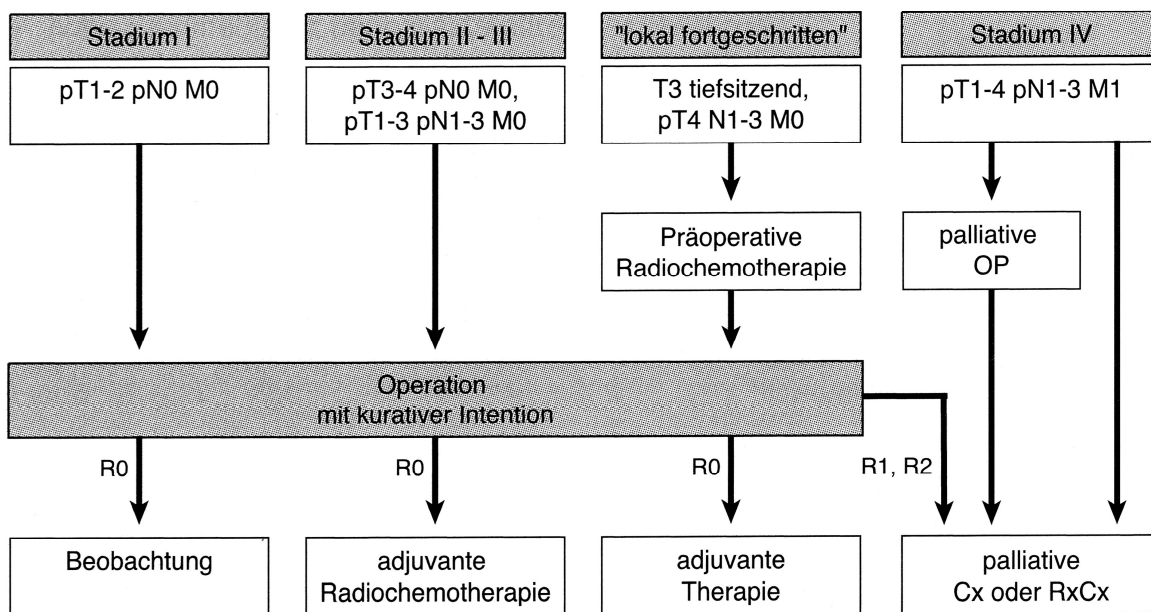 Stadium I
Stadium II - III
"lokal fortgeschritten"
Stadium IV
pT1-2 pN0 M0
pT3-4 pN0 M0,
pT1-3 pN1-3 M0
T3 tiefsitzend,
pT4 N1-3 M0
pT1-4 pN1-3 M1
Präoperative
Radiochemotherapie
palliative
OP
Operation
mit kurativer Intention
R0
R0
R0
R1, R2
Beobachtung
adjuvante
Radiochemotherapie
adjuvante
Therapie
palliative
Cx oder RxCx